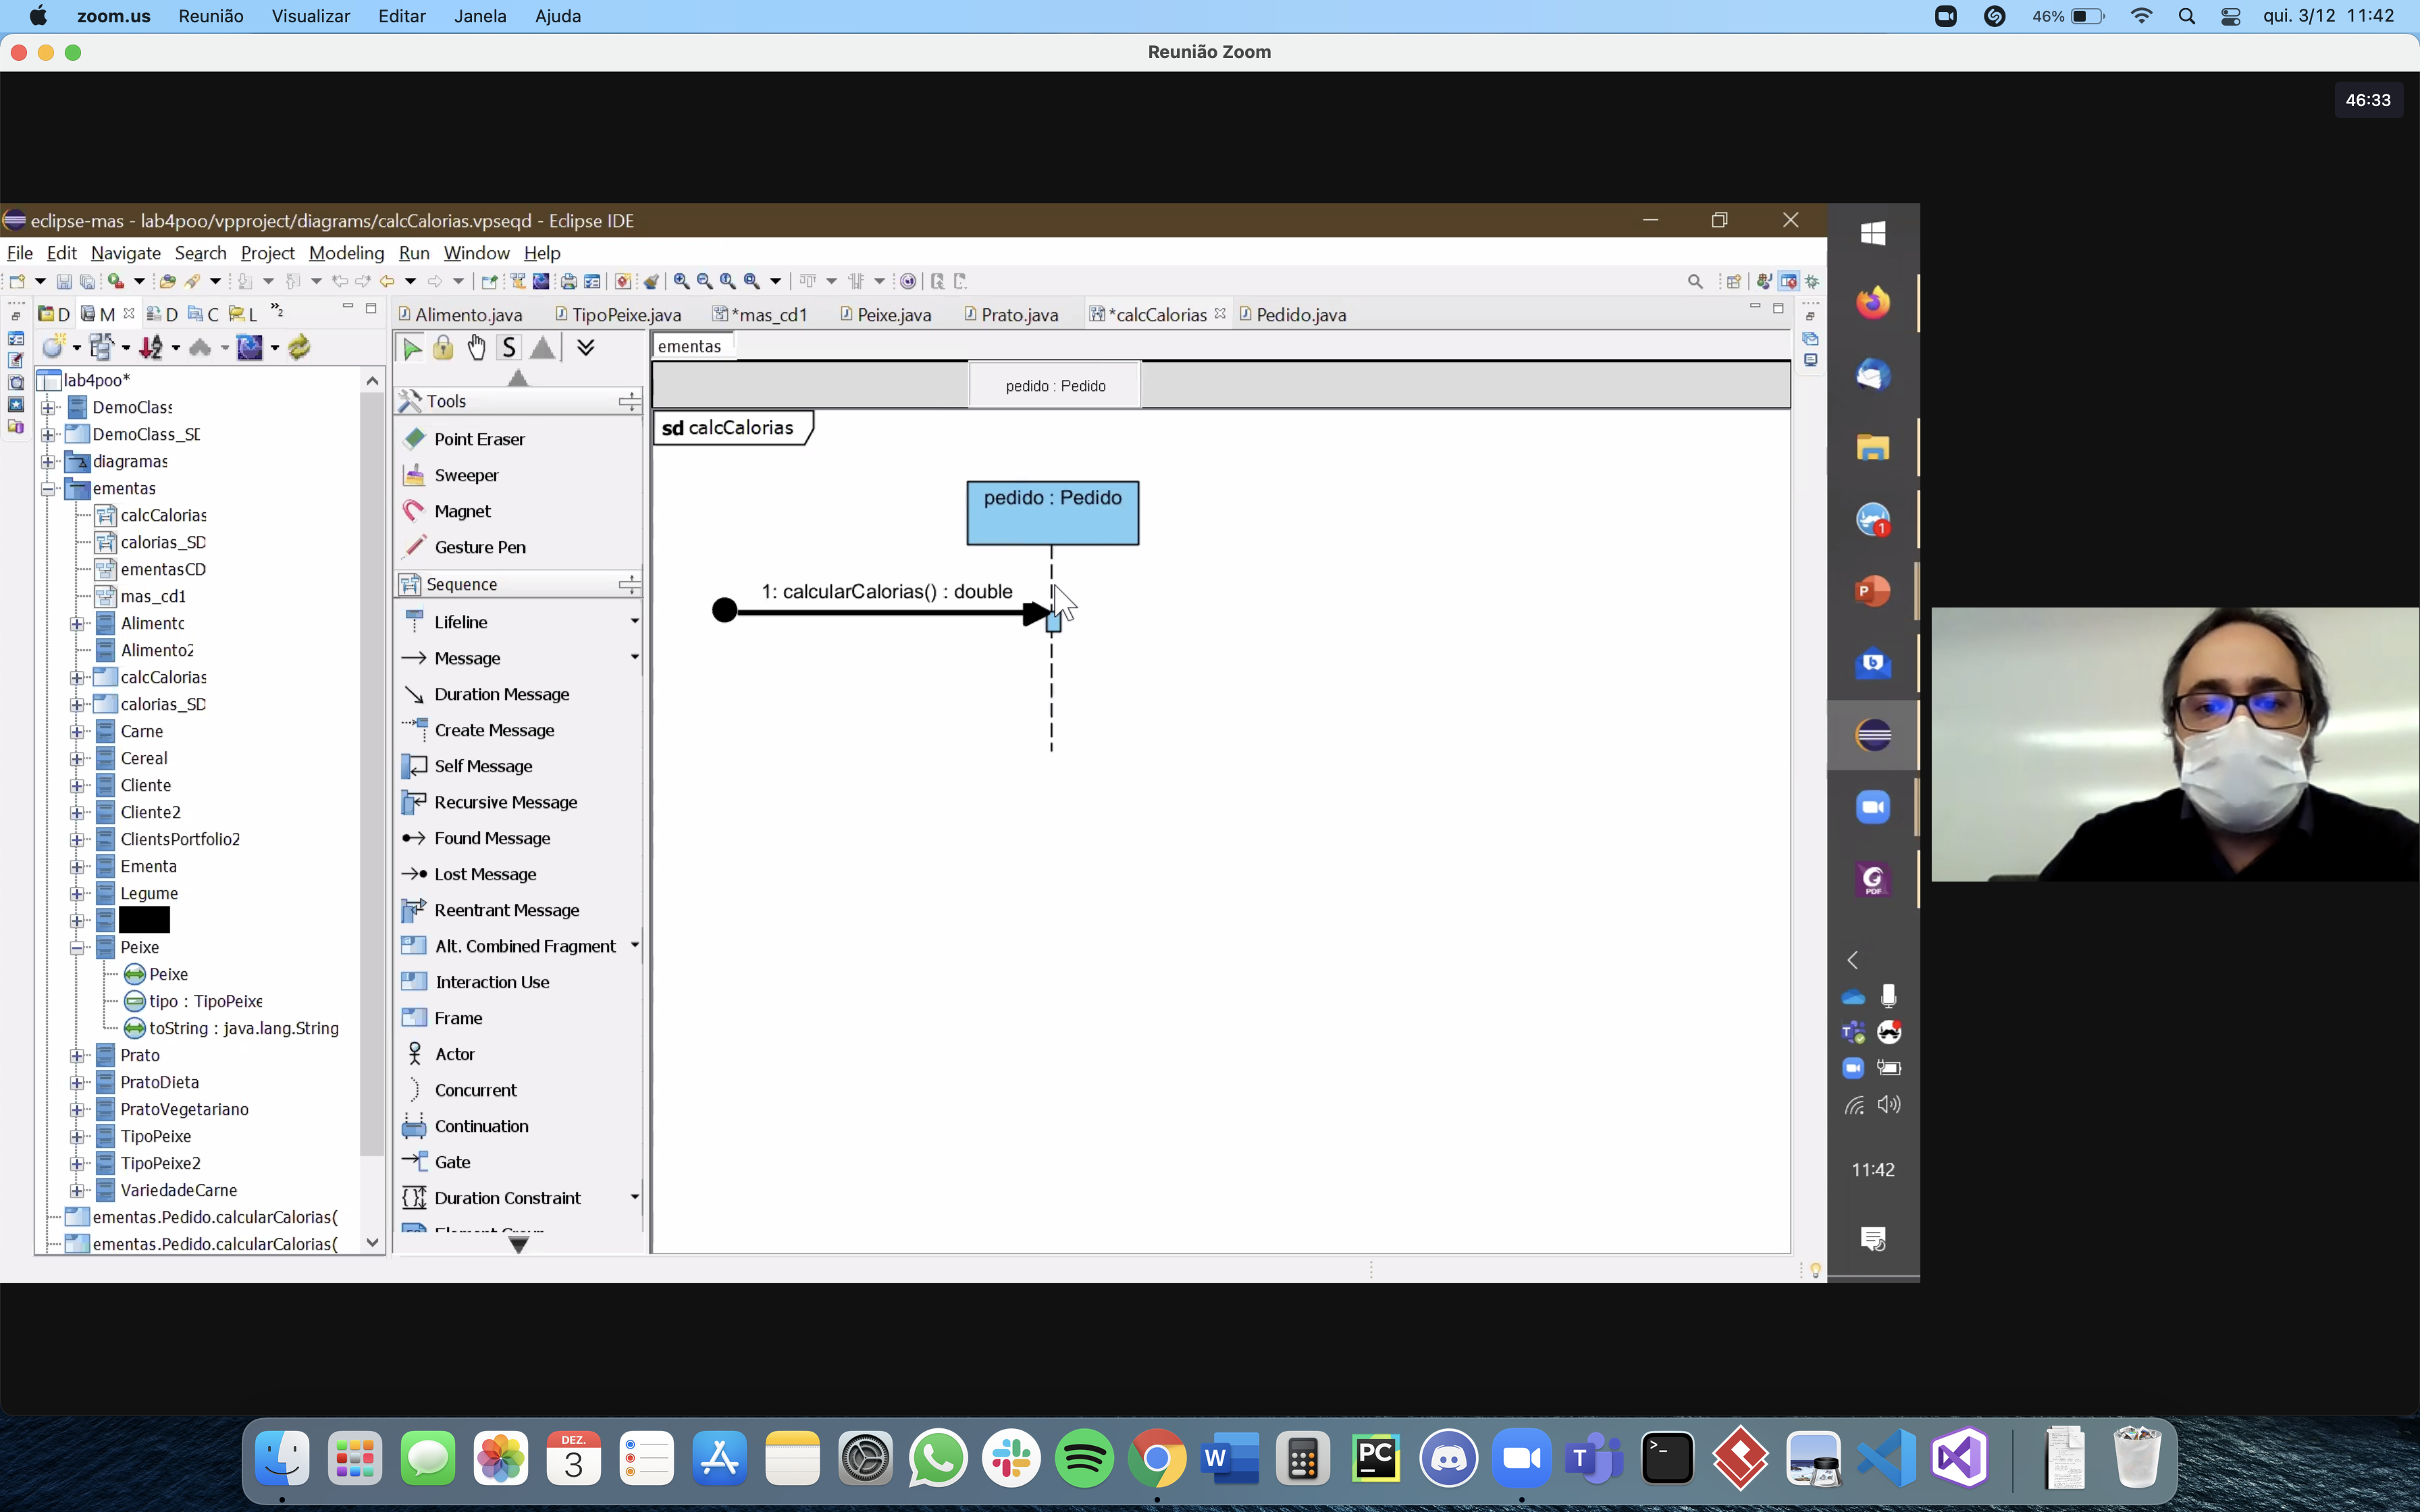 zoom.us Reunião Visualizar Editar Janela Ajuda 46% qui. 3/12 11:42
Reunião Zoom
46:33
eclipse-mas - lab4poo/vpproject/diagrams/calcCalorias.vpseqd - Eclipse IDE
File Edit Navigate Search Project Modeling Run Window Help
D M D C L »2
Alimento.java TipoPeixe.java *mas_cd1 Peixe.java Prato.java *calcCalorias Pedido.java
S
ementas
pedido : Pedido
sd calcCalorias
pedido : Pedido
1: calcularCalorias() : double
lab4poo*
DemoClass
DemoClass_SD
diagramas
ementas
calcCalorias
calorias_SD
ementasCD
mas_cd1
Alimento
Alimento2
calcCalorias
calorias_SD
Carne
Cereal
Cliente
Cliente2
ClientsPortfolio2
Ementa
Legume
Peixe
Peixe
tipo : TipoPeixe
toString : java.lang.String
Prato
PratoDieta
PratoVegetariano
TipoPeixe
TipoPeixe2
VariedadeCarne
ementas.Pedido.calcularCalorias(
ementas.Pedido.calcularCalorias(
Tools
Point Eraser
Sweeper
Magnet
Gesture Pen
Sequence
Lifeline
Message
Duration Message
Create Message
Self Message
Recursive Message
Found Message
Lost Message
Reentrant Message
Alt. Combined Fragment
Interaction Use
Frame
Actor
Concurrent
Continuation
Gate
Duration Constraint
1
P
b
PDF
T
11:42
DEZ.
3
W
PC
T